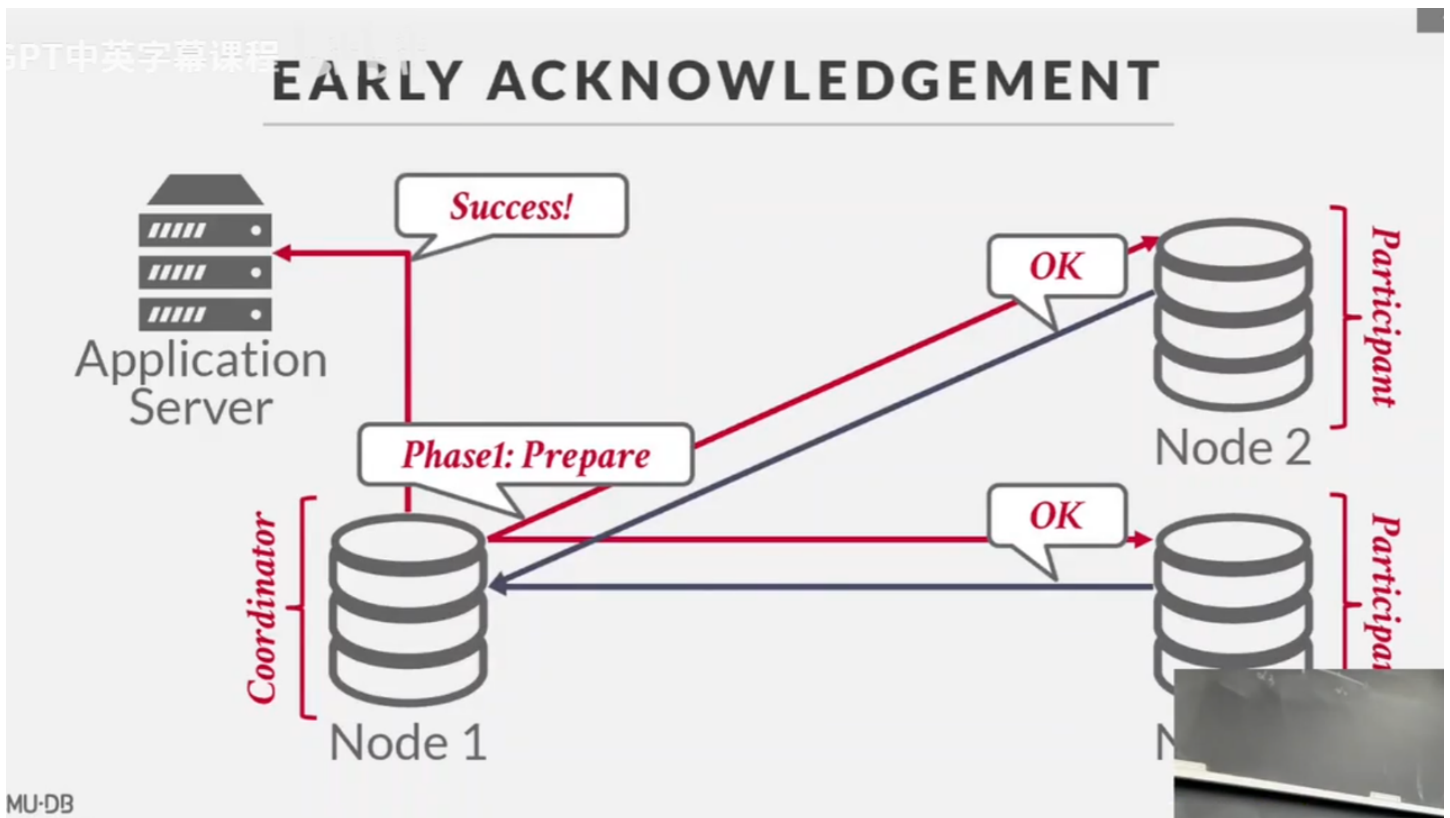 GPT中英字幕课程
EARLY ACKNOWLEDGEMENT
Success!
OK
Participant
Application
Server
Node 2
Phase1: Prepare
OK
Coordinator
Node 1
MU·DB